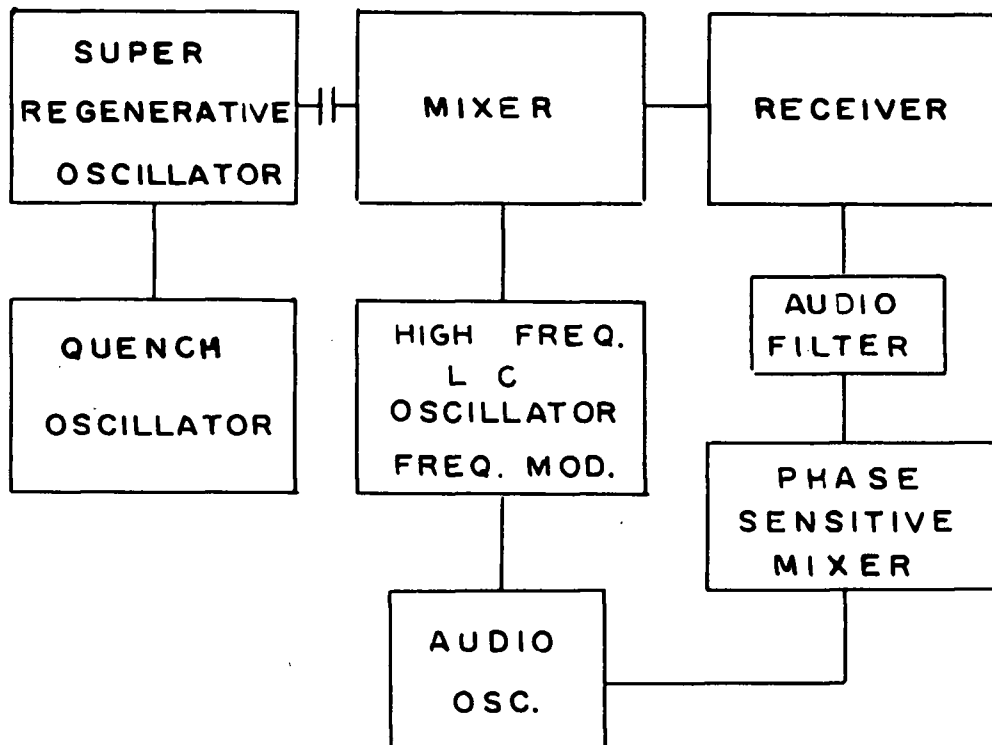 SUPER
REGENERATIVE
OSCILLATOR
MIXER
RECEIVER
QUENCH
OSCILLATOR
HIGH FREQ.
L C
OSCILLATOR
FREQ. MOD.
AUDIO
FILTER
PHASE
SENSITIVE
MIXER
AUDIO
OSC.